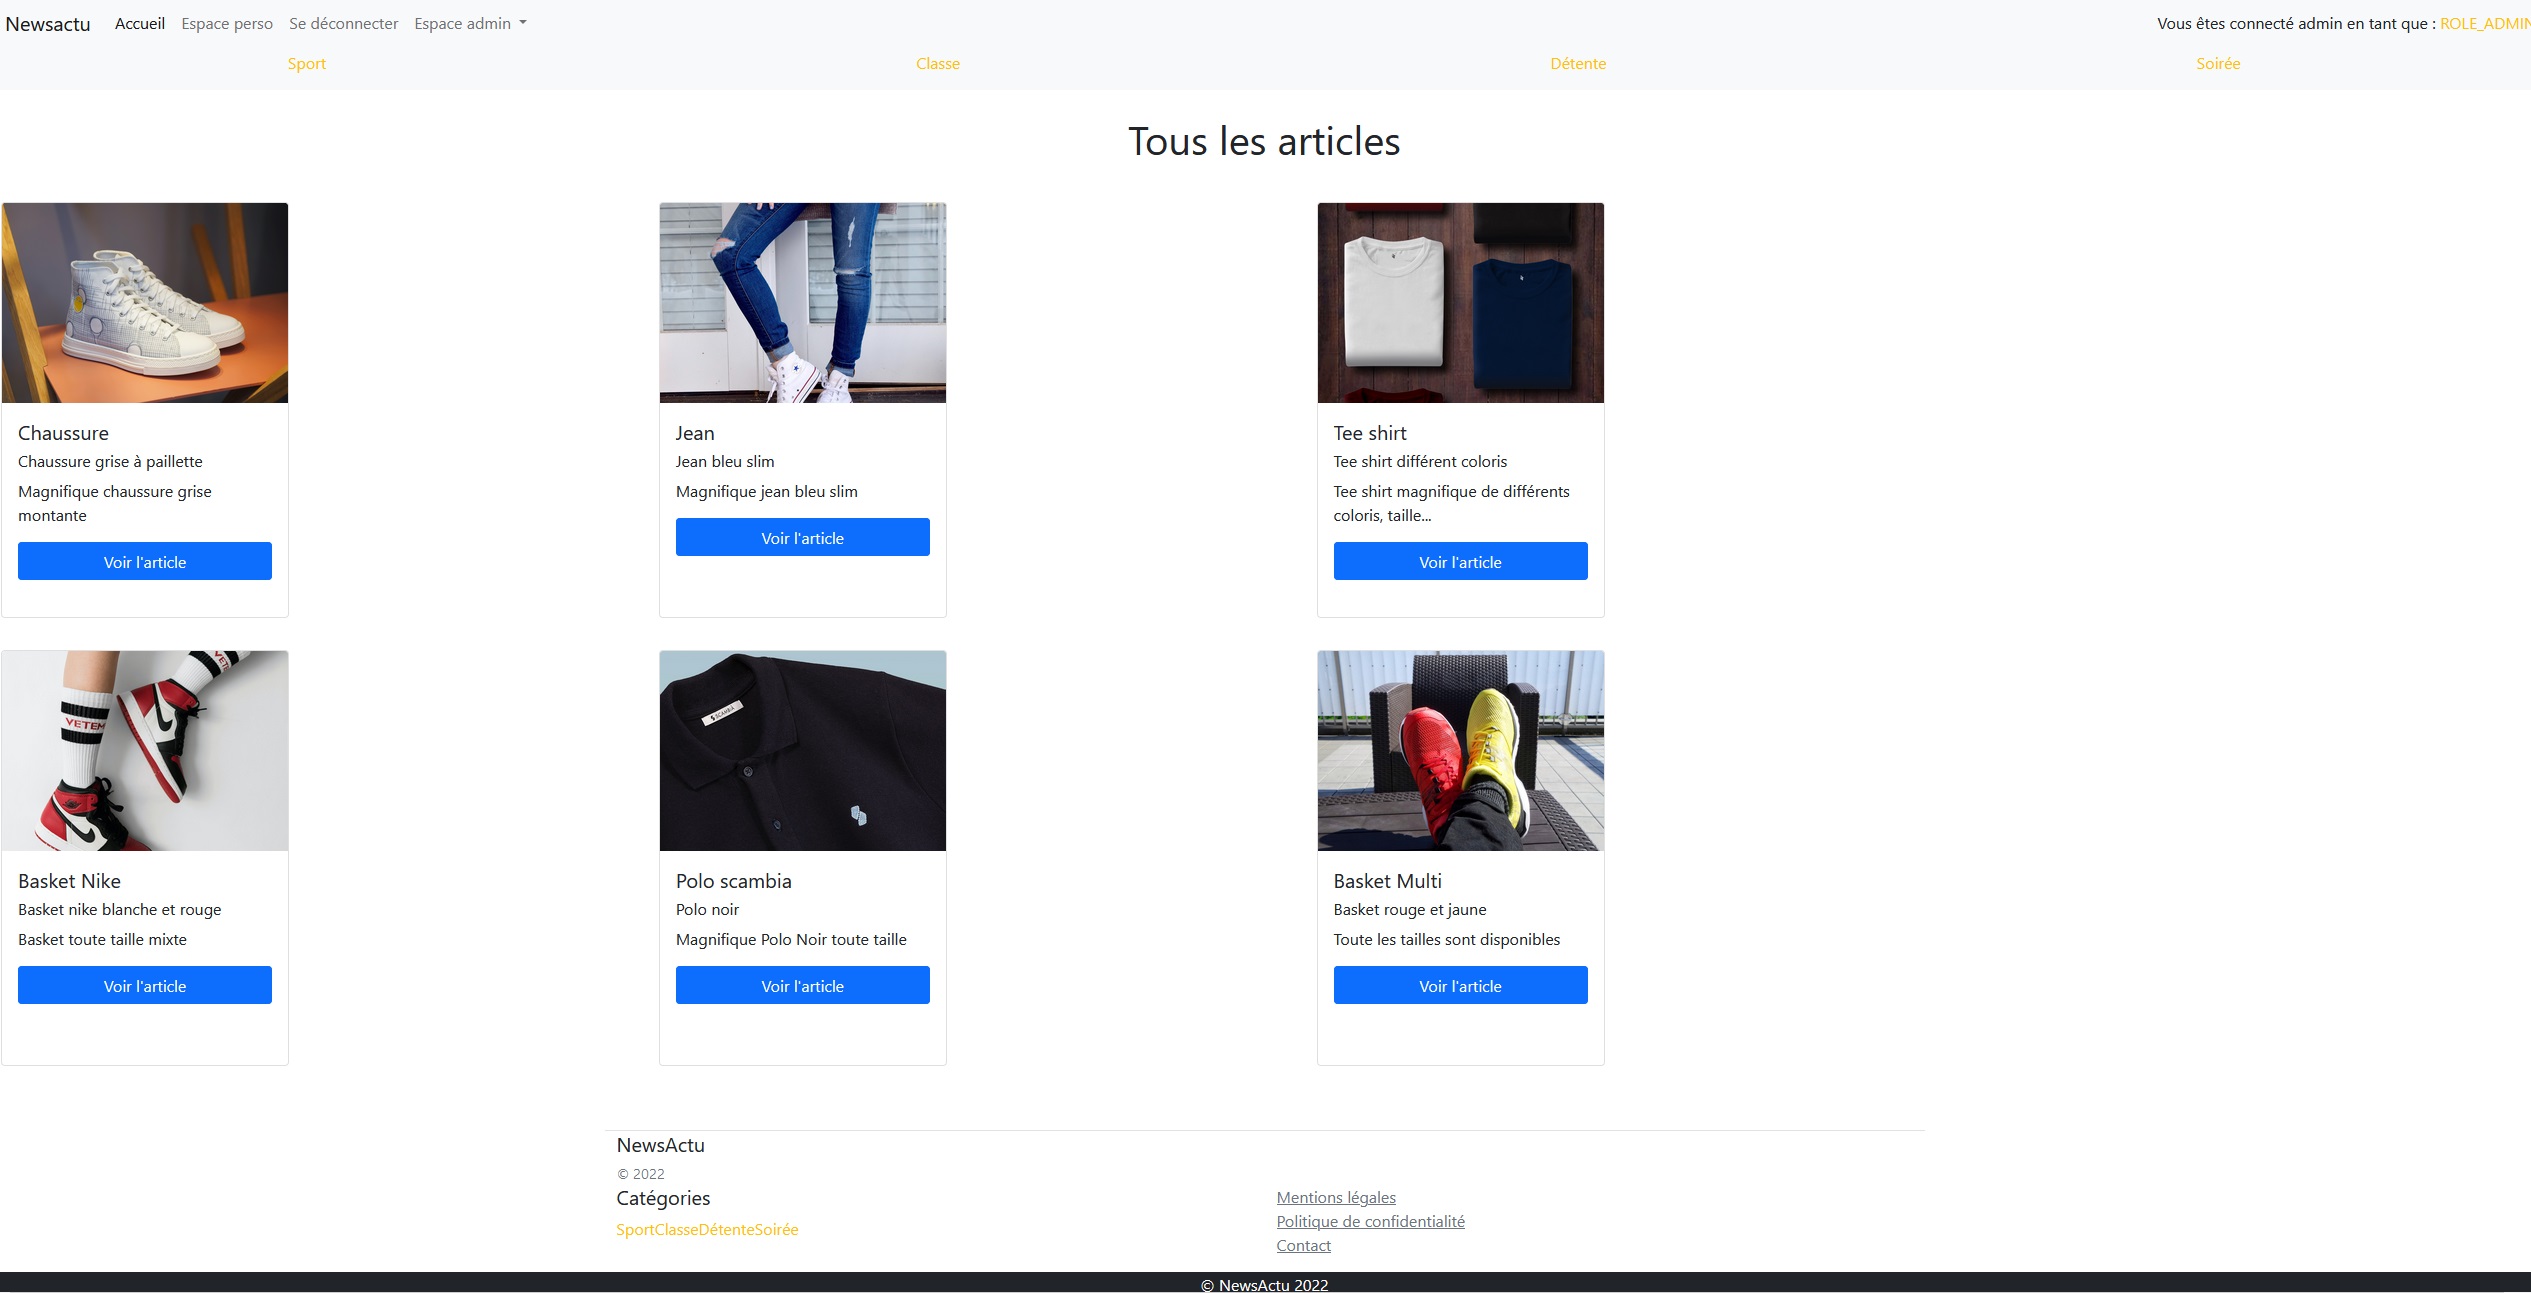 Newsactu Accueil Espace perso Se déconnecter Espace admin Vous êtes connecté admin en tant que : ROLE_ADMIN
Sport Classe Détente Soirée
Tous les articles
Chaussure
Chaussure grise à paillette
Magnifique chaussure grise
montante
Voir l'article
Jean
Jean bleu slim
Magnifique jean bleu slim
Voir l'article
Tee shirt
Tee shirt différent coloris
Tee shirt magnifique de différents
coloris, taille...
Voir l'article
VETEM
Basket Nike
Basket nike blanche et rouge
Basket toute taille mixte
Voir l'article
SCAMBIA
Polo scambia
Polo noir
Magnifique Polo Noir toute taille
Voir l'article
Basket Multi
Basket rouge et jaune
Toute les tailles sont disponibles
Voir l'article
NewsActu
© 2022
Catégories
SportClasseDétenteSoirée
Mentions légales
Politique de confidentialité
Contact
© NewsActu 2022